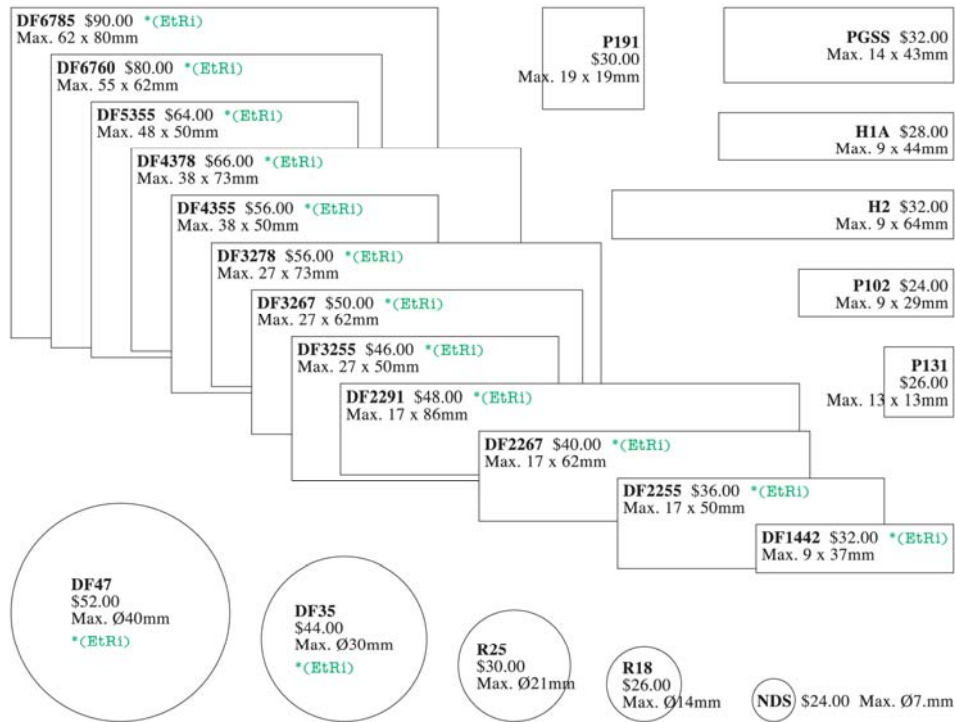 DF6785 $90.00 *(EtRi)
Max. 62 x 80mm
DF6760 $80.00 *(EtRi)
Max. 55 x 62mm
DF5355 $64.00 *(EtRi)
Max. 48 x 50mm
DF4378 $66.00 *(EtRi)
Max. 38 x 73mm
DF4355 $56.00 *(EtRi)
Max. 38 x 50mm
DF3278 $56.00 *(EtRi)
Max. 27 x 73mm
DF3267 $50.00 *(EtRi)
Max. 27 x 62mm
DF3255 $46.00 *(EtRi)
Max. 27 x 50mm
DF2291 $48.00 *(EtRi)
Max. 17 x 86mm
DF2267 $40.00 *(EtRi)
Max. 17 x 62mm
DF2255 $36.00 *(EtRi)
Max. 17 x 50mm
DF1442 $32.00 *(EtRi)
Max. 9 x 37mm
P191
$30.00
Max. 19 x 19mm
PGSS $32.00
Max. 14 x 43mm
H1A $28.00
Max. 9 x 44mm
H2 $32.00
Max. 9 x 64mm
P102 $24.00
Max. 9 x 29mm
P131
$26.00
Max. 13 x 13mm
DF47
$52.00
Max. Ø40mm
*(EtRi)
DF35
$44.00
Max. Ø30mm
*(EtRi)
R25
$30.00
Max. Ø21mm
R18
$26.00
Max. Ø14mm
NDS $24.00 Max. Ø7.mm